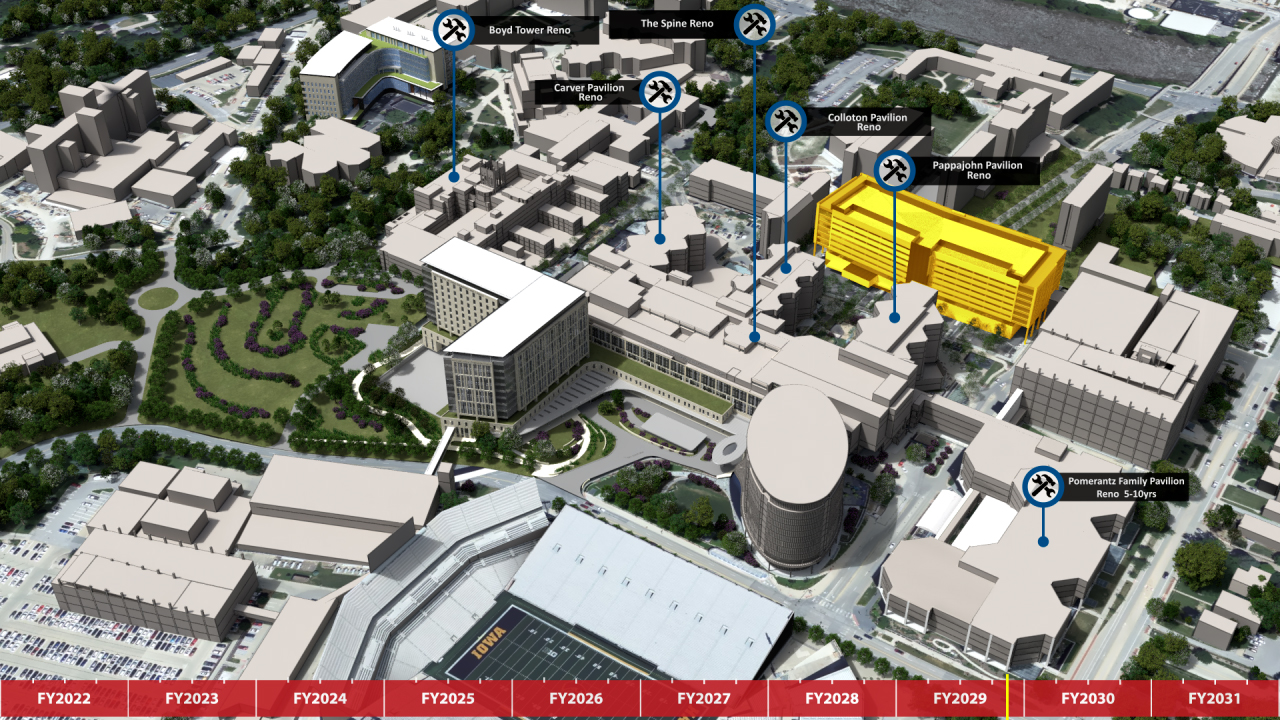 Boyd Tower Reno
The Spine Reno
Carver Pavilion
Reno
Colloton Pavilion
Reno
Pappajohn Pavilion
Reno
Pomerantz Family Pavilion
Reno 5-10yrs
IOWA
FY2022
FY2023
FY2024
FY2025
FY2026
FY2027
FY2028
FY2029
FY2030
FY2031